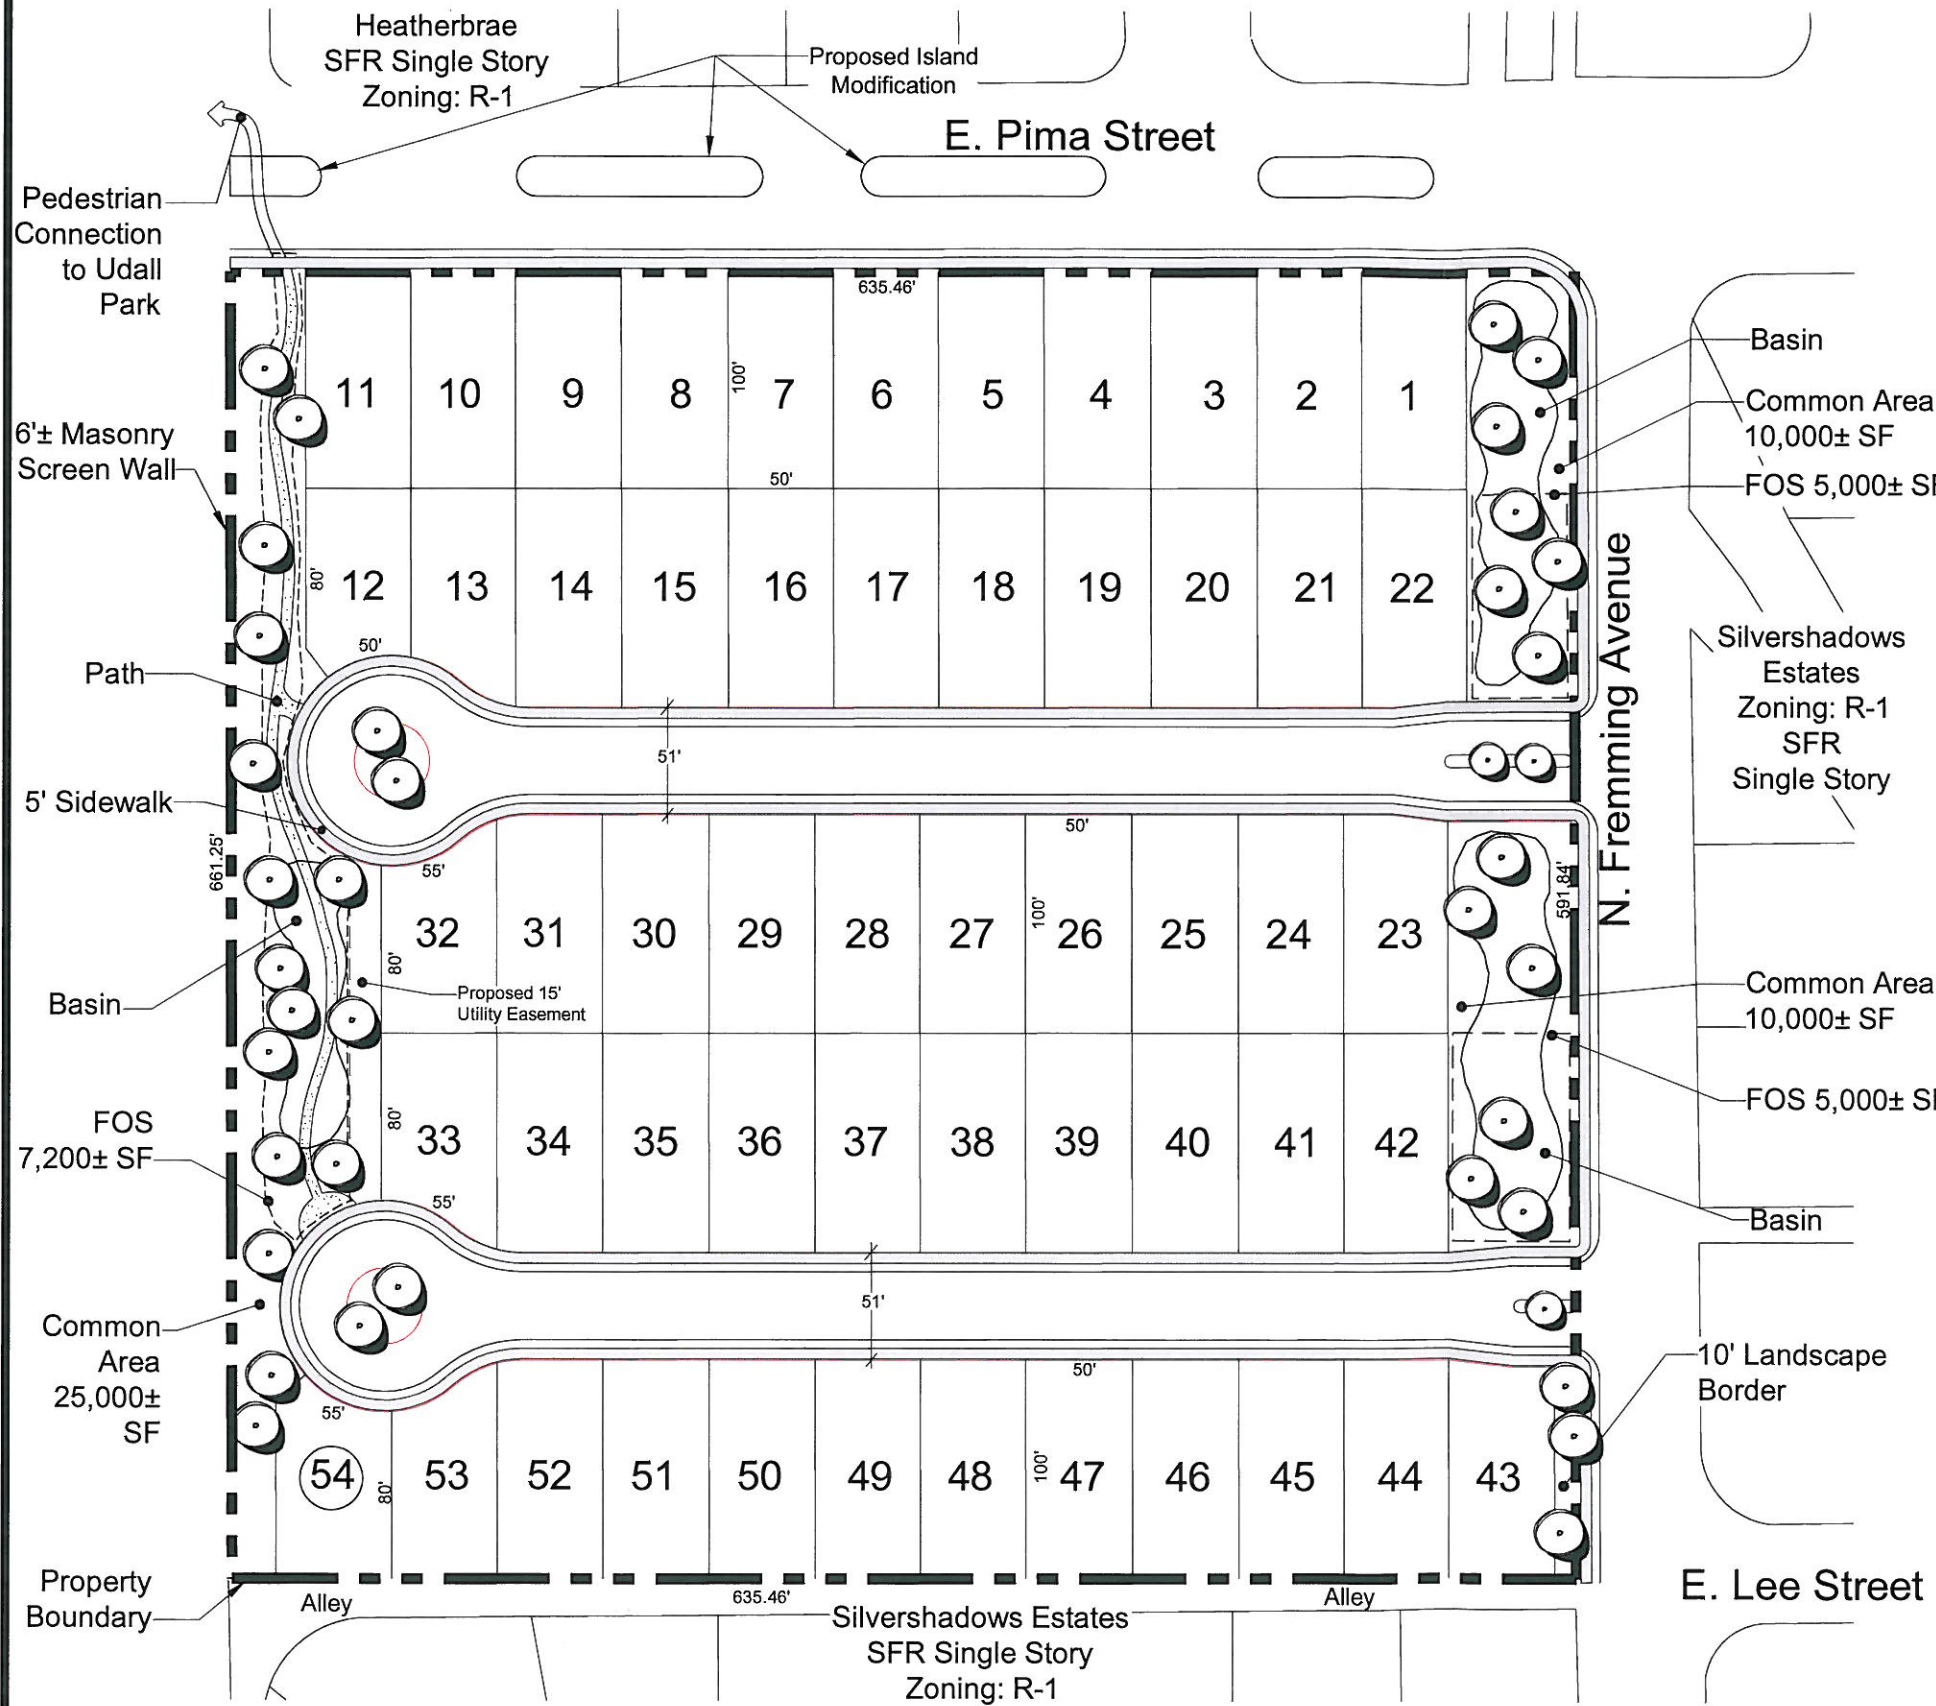 Heatherbrae
SFR Single Story
Zoning: R-1
Proposed Island
Modification
E. Pima Street
Pedestrian
Connection
to Udall
Park
635.46'
Basin
Common Area
10,000± SF
FOS 5,000± SF
6'± Masonry
Screen Wall
11 10 9 8 100' 7 6 5 4 3 2 1
50'
80' 12 13 14 15 16 17 18 19 20 21 22
50'
N. Fremming Avenue
Silvershadows
Estates
Zoning: R-1
SFR
Single Story
Path
51'
5' Sidewalk
661.25'
55'
50'
591.84'
32 31 30 29 28 27 100' 26 25 24 23
80'
Proposed 15'
Utility Easement
Basin
Common Area
10,000± SF
FOS 5,000± SF
FOS
7,200± SF
80' 33 34 35 36 37 38 39 40 41 42
55'
Basin
51'
Common
Area
25,000±
SF
10' Landscape
Border
50'
55'
54 80' 53 52 51 50 49 48 100' 47 46 45 44 43
Property
Boundary
Alley
635.46'
Alley
E. Lee Street
Silvershadows Estates
SFR Single Story
Zoning: R-1